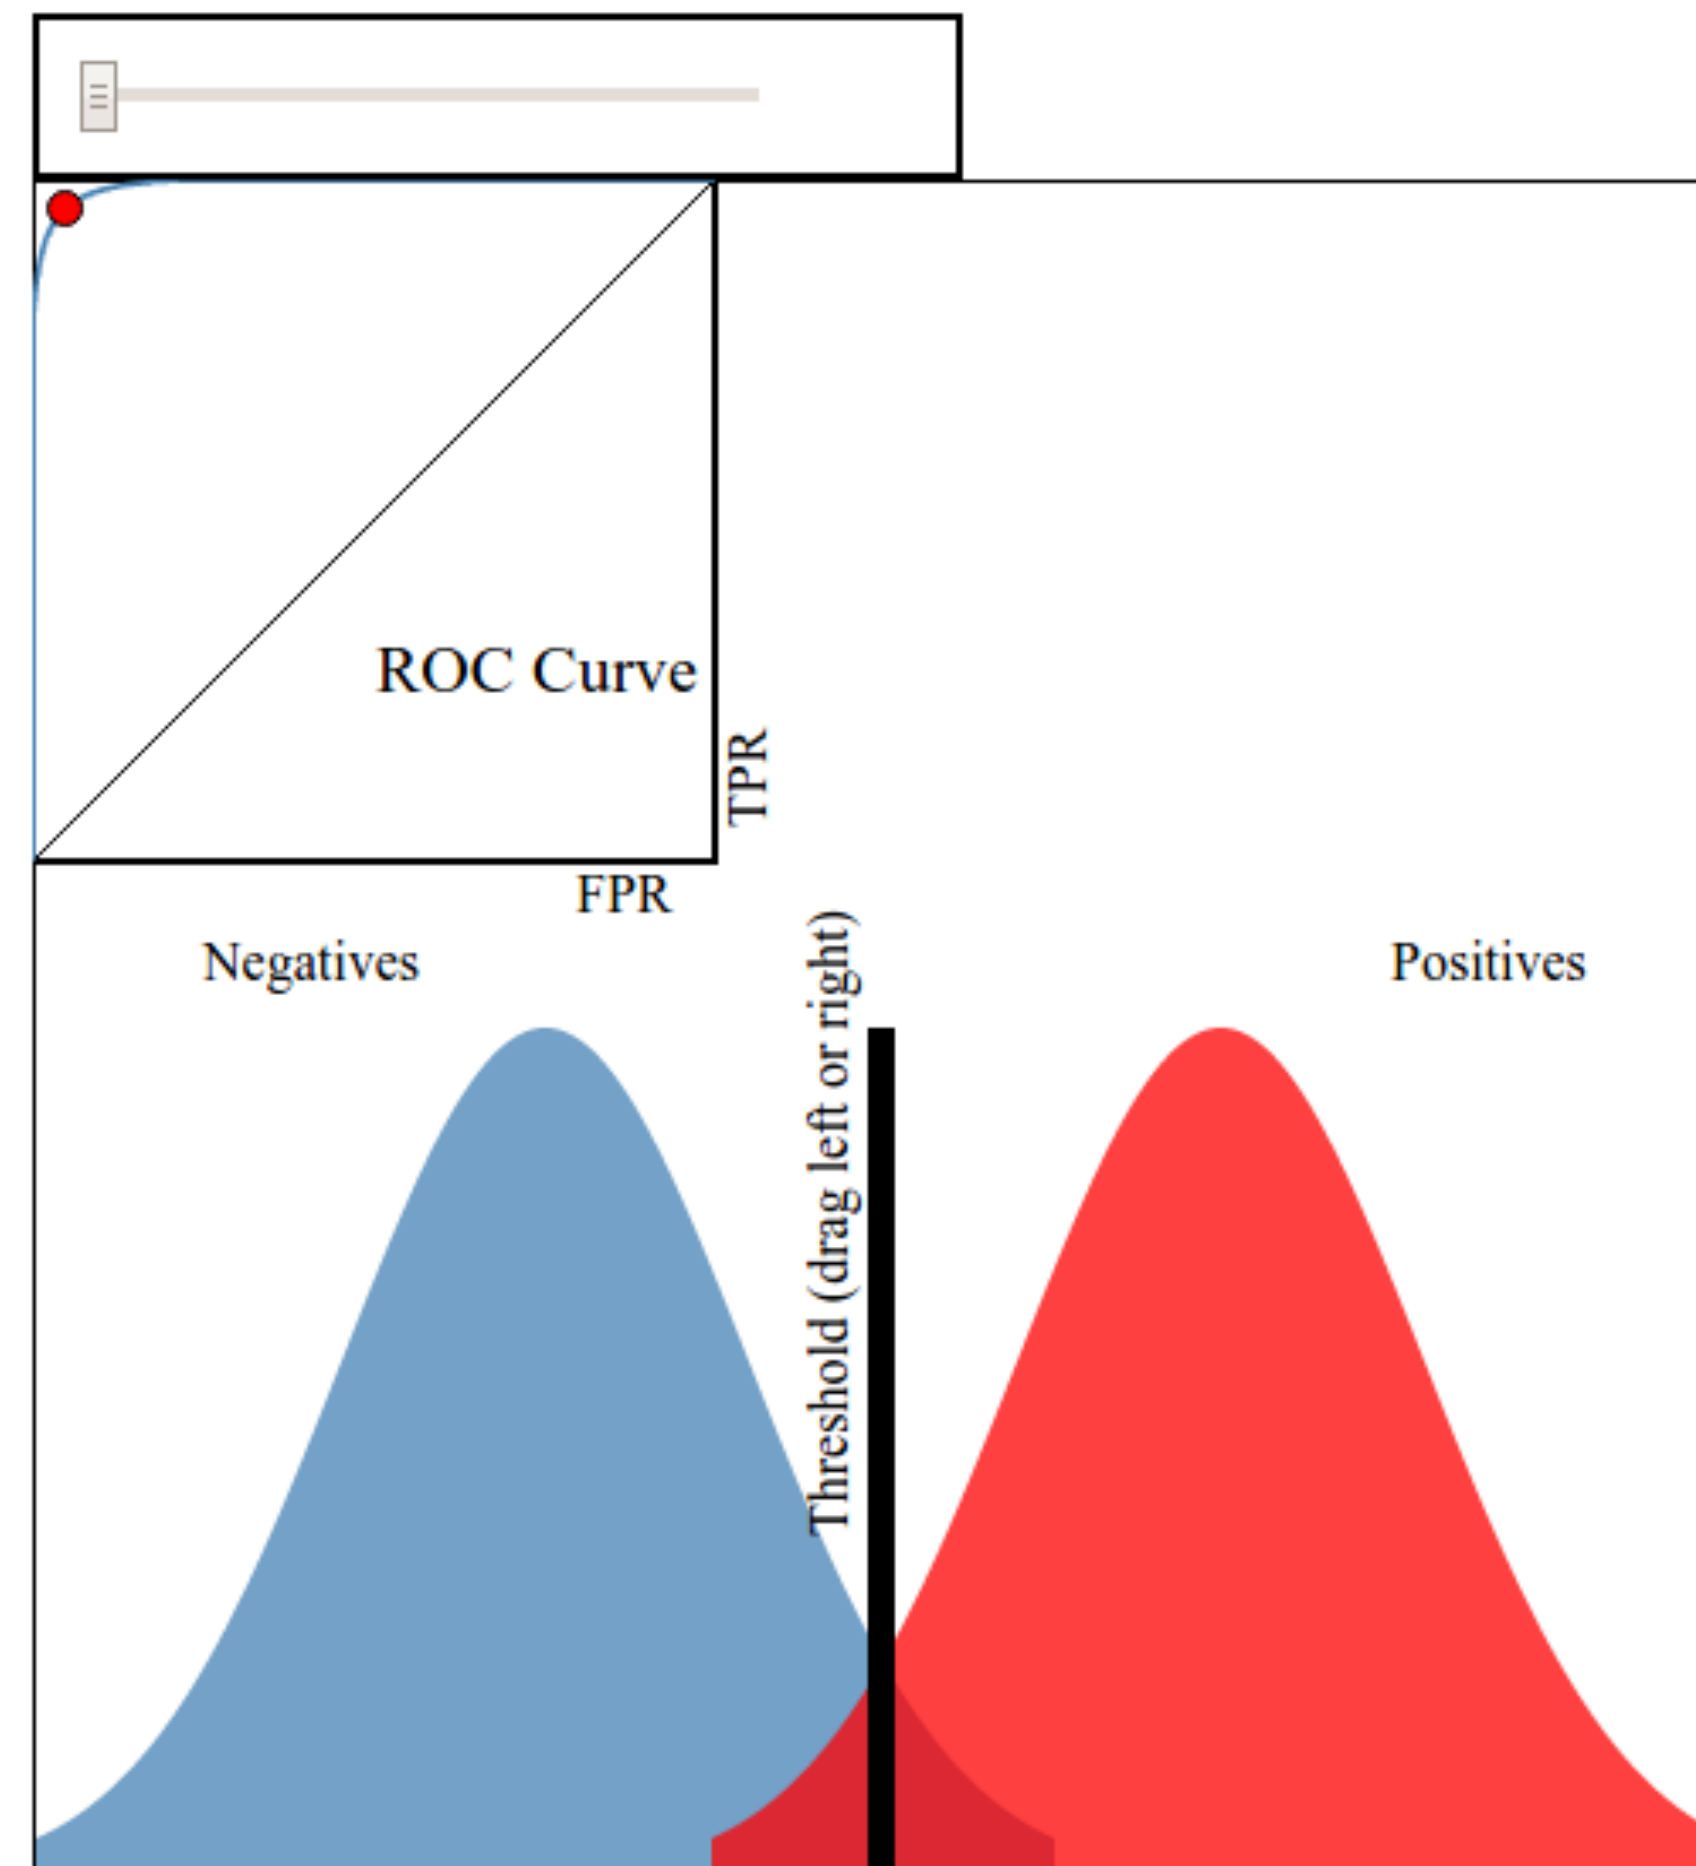 ROC Curve
TPR
FPR
Negatives
Positives
Threshold (drag left or right)